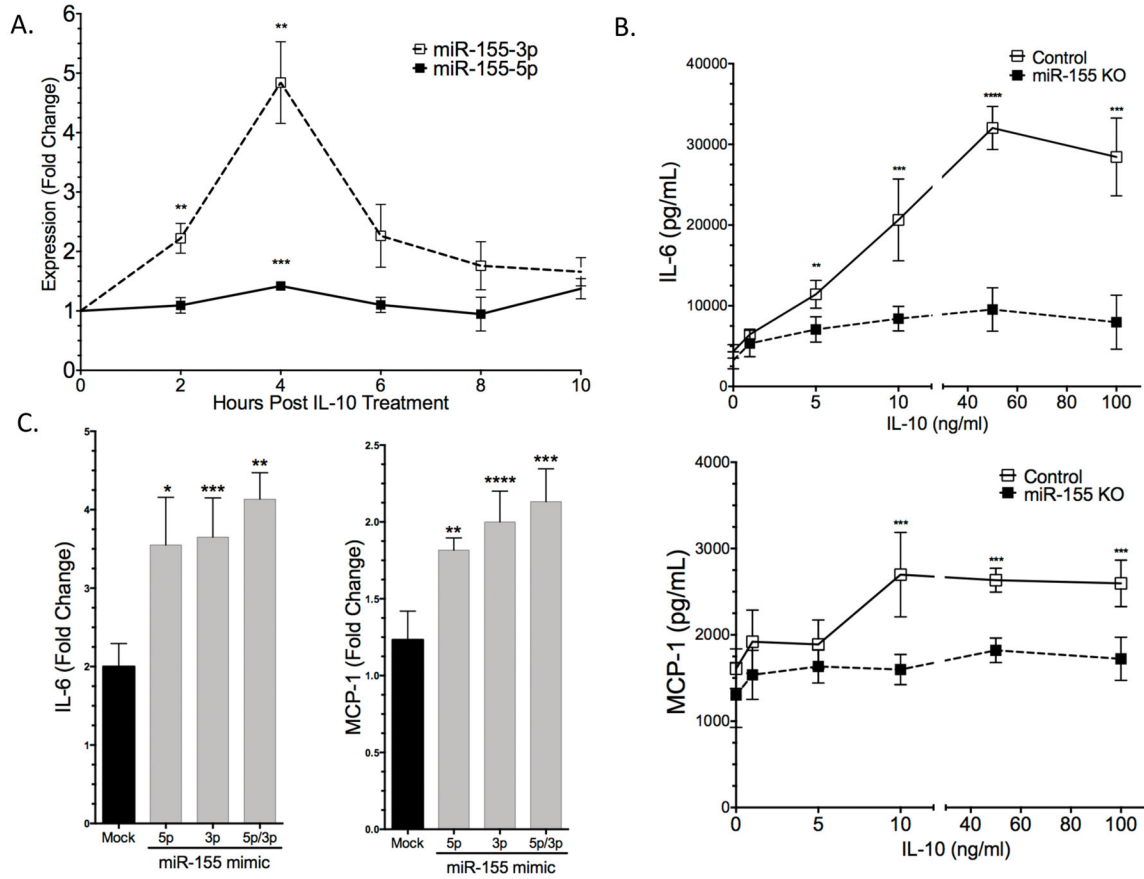 A.
**
**
***
miR-155-3p
miR-155-5p
Expression (Fold Change)
6
5
4
3
2
1
0
0 2 4 6 8 10
Hours Post IL-10 Treatment
B.
Control
miR-155 KO
**
***
****
***
IL-6 (pg/mL)
40000
30000
20000
10000
0
0 5 10 40 60 80 100
IL-10 (ng/ml)
Control
miR-155 KO
***
***
***
MCP-1 (pg/mL)
4000
3000
2000
1000
0
0 5 10 40 60 80 100
IL-10 (ng/ml)
C.
IL-6 (Fold Change)
5
4
3
2
1
0
* *** **
Mock 5p 3p 5p/3p
miR-155 mimic
MCP-1 (Fold Change)
2.5
2.0
1.5
1.0
0.5
0.0
** **** ***
Mock 5p 3p 5p/3p
miR-155 mimic